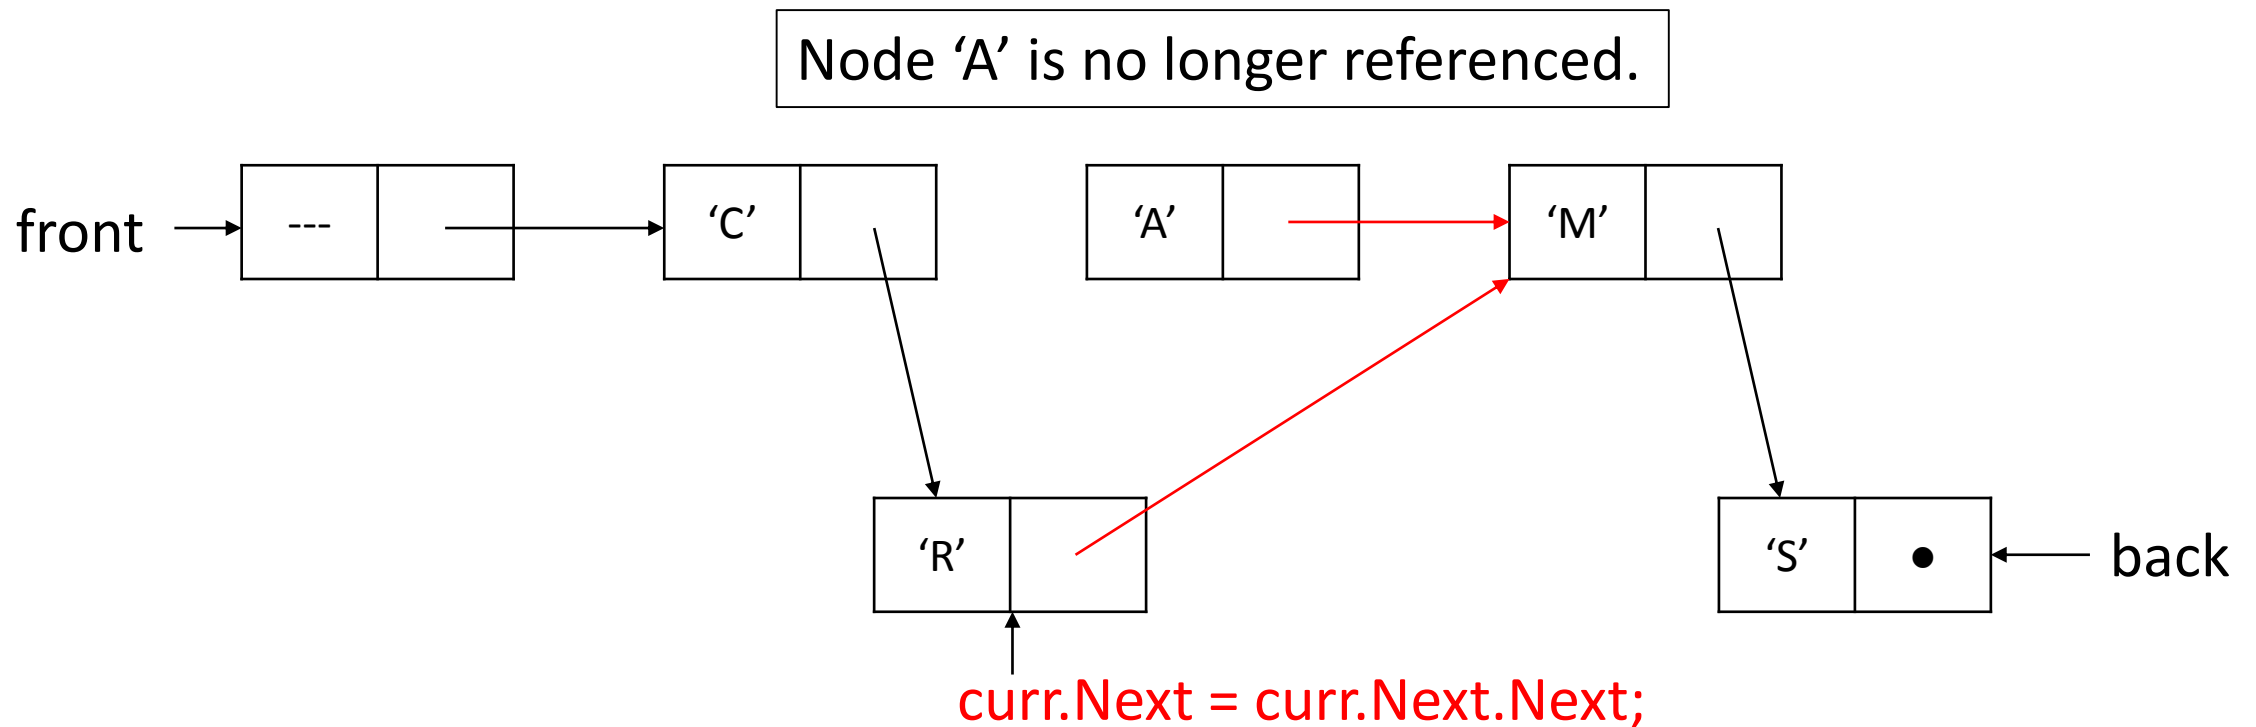 Node ‘A’ is no longer referenced.
front
---
‘C’
‘A’
‘M’
‘R’
‘S’
back
curr.Next = curr.Next.Next;